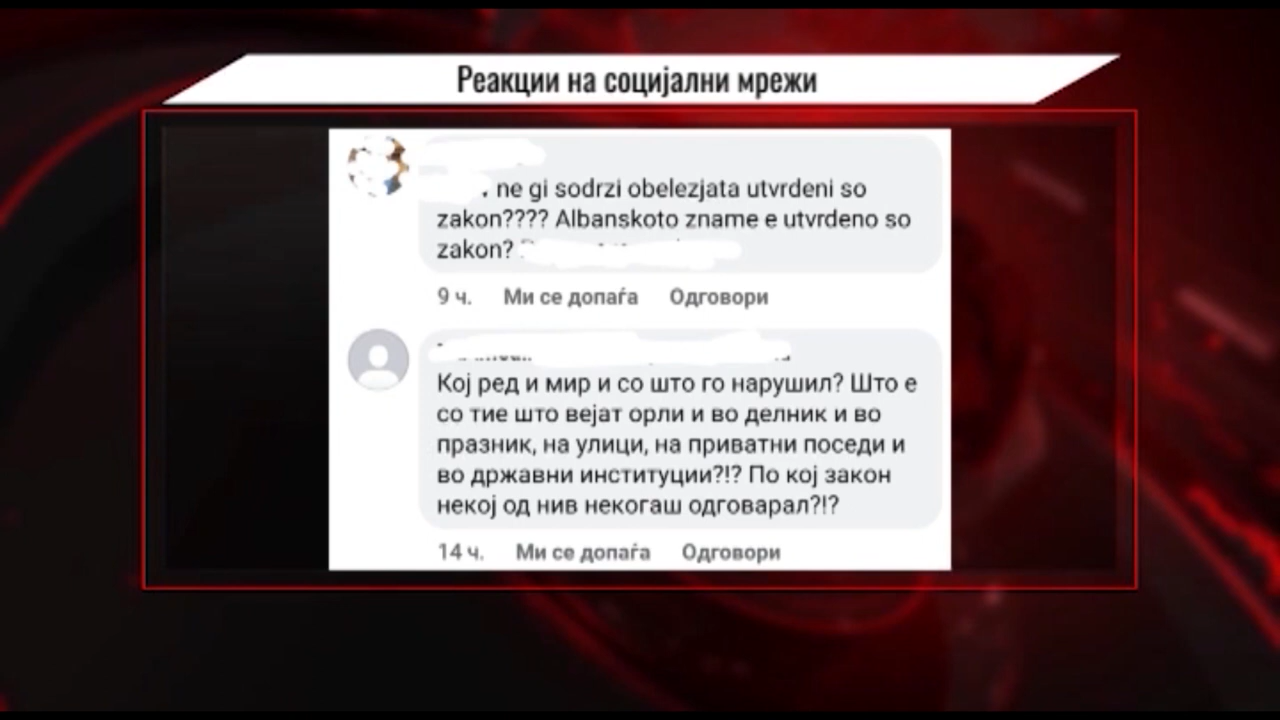 Реакции на социјални мрежи
ne gi sodrzi obelezjata utvrdeni so
zakon???? Albanskoto zname e utvrdeno so
zakon?
9 ч. Ми се допаѓа Одговори
Кој ред и мир и со што го нарушил? Што е
со тие што вејат орли и во делник и во
празник, на улици, на приватни поседи и
во државни институции?!? По кој закон
некој од нив некогаш одговарал?!?
14 ч. Ми се допаѓа Одговори